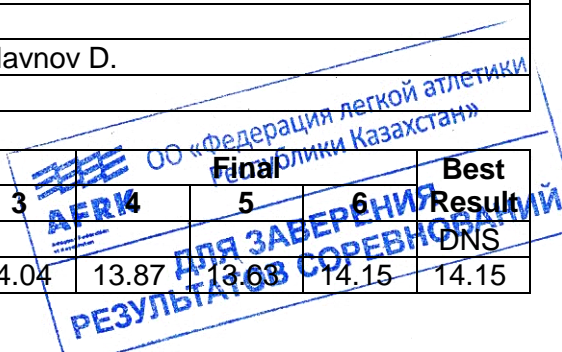 lavnov D.
ОО «Федерация легкой атлетики
Республики Казахстан»
AFRK
ДЛЯ ЗАВЕРЕНИЯ
РЕЗУЛЬТАТОВ СОРЕВНОВАНИЙ
Final Best
3 4 5 6 Result
DNS
4.04 13.87 13.63 14.15 14.15